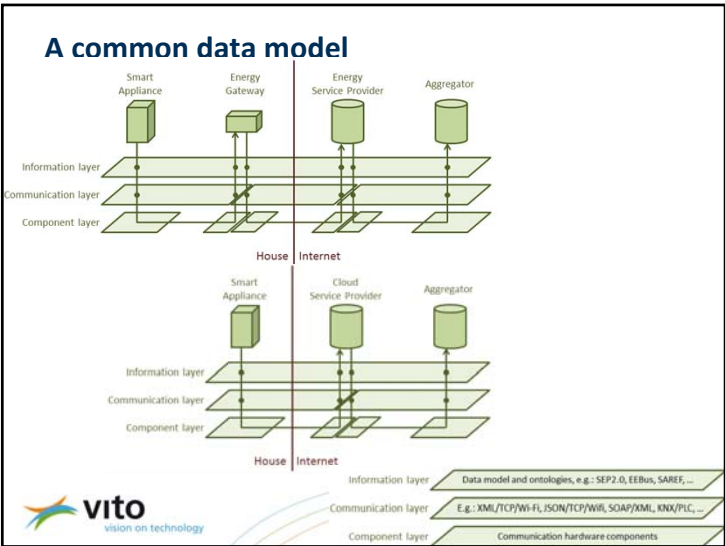 A common data model
Smart
Appliance
Energy
Gateway
Energy
Service Provider
Aggregator
Information layer
Communication layer
Component layer
House
Internet
Smart
Appliance
Cloud
Service Provider
Aggregator
Information layer
Communication layer
Component layer
House
Internet
Information layer
Data model and ontologies, e.g.: SEP2.0, EEBus, SAREF, ...
Communication layer
E.g.: XML/TCP/Wi-Fi, JSON/TCP/Wifi, SOAP/XML, KNX/PLC, ...
Component layer
Communication hardware components
vito
vision on technology